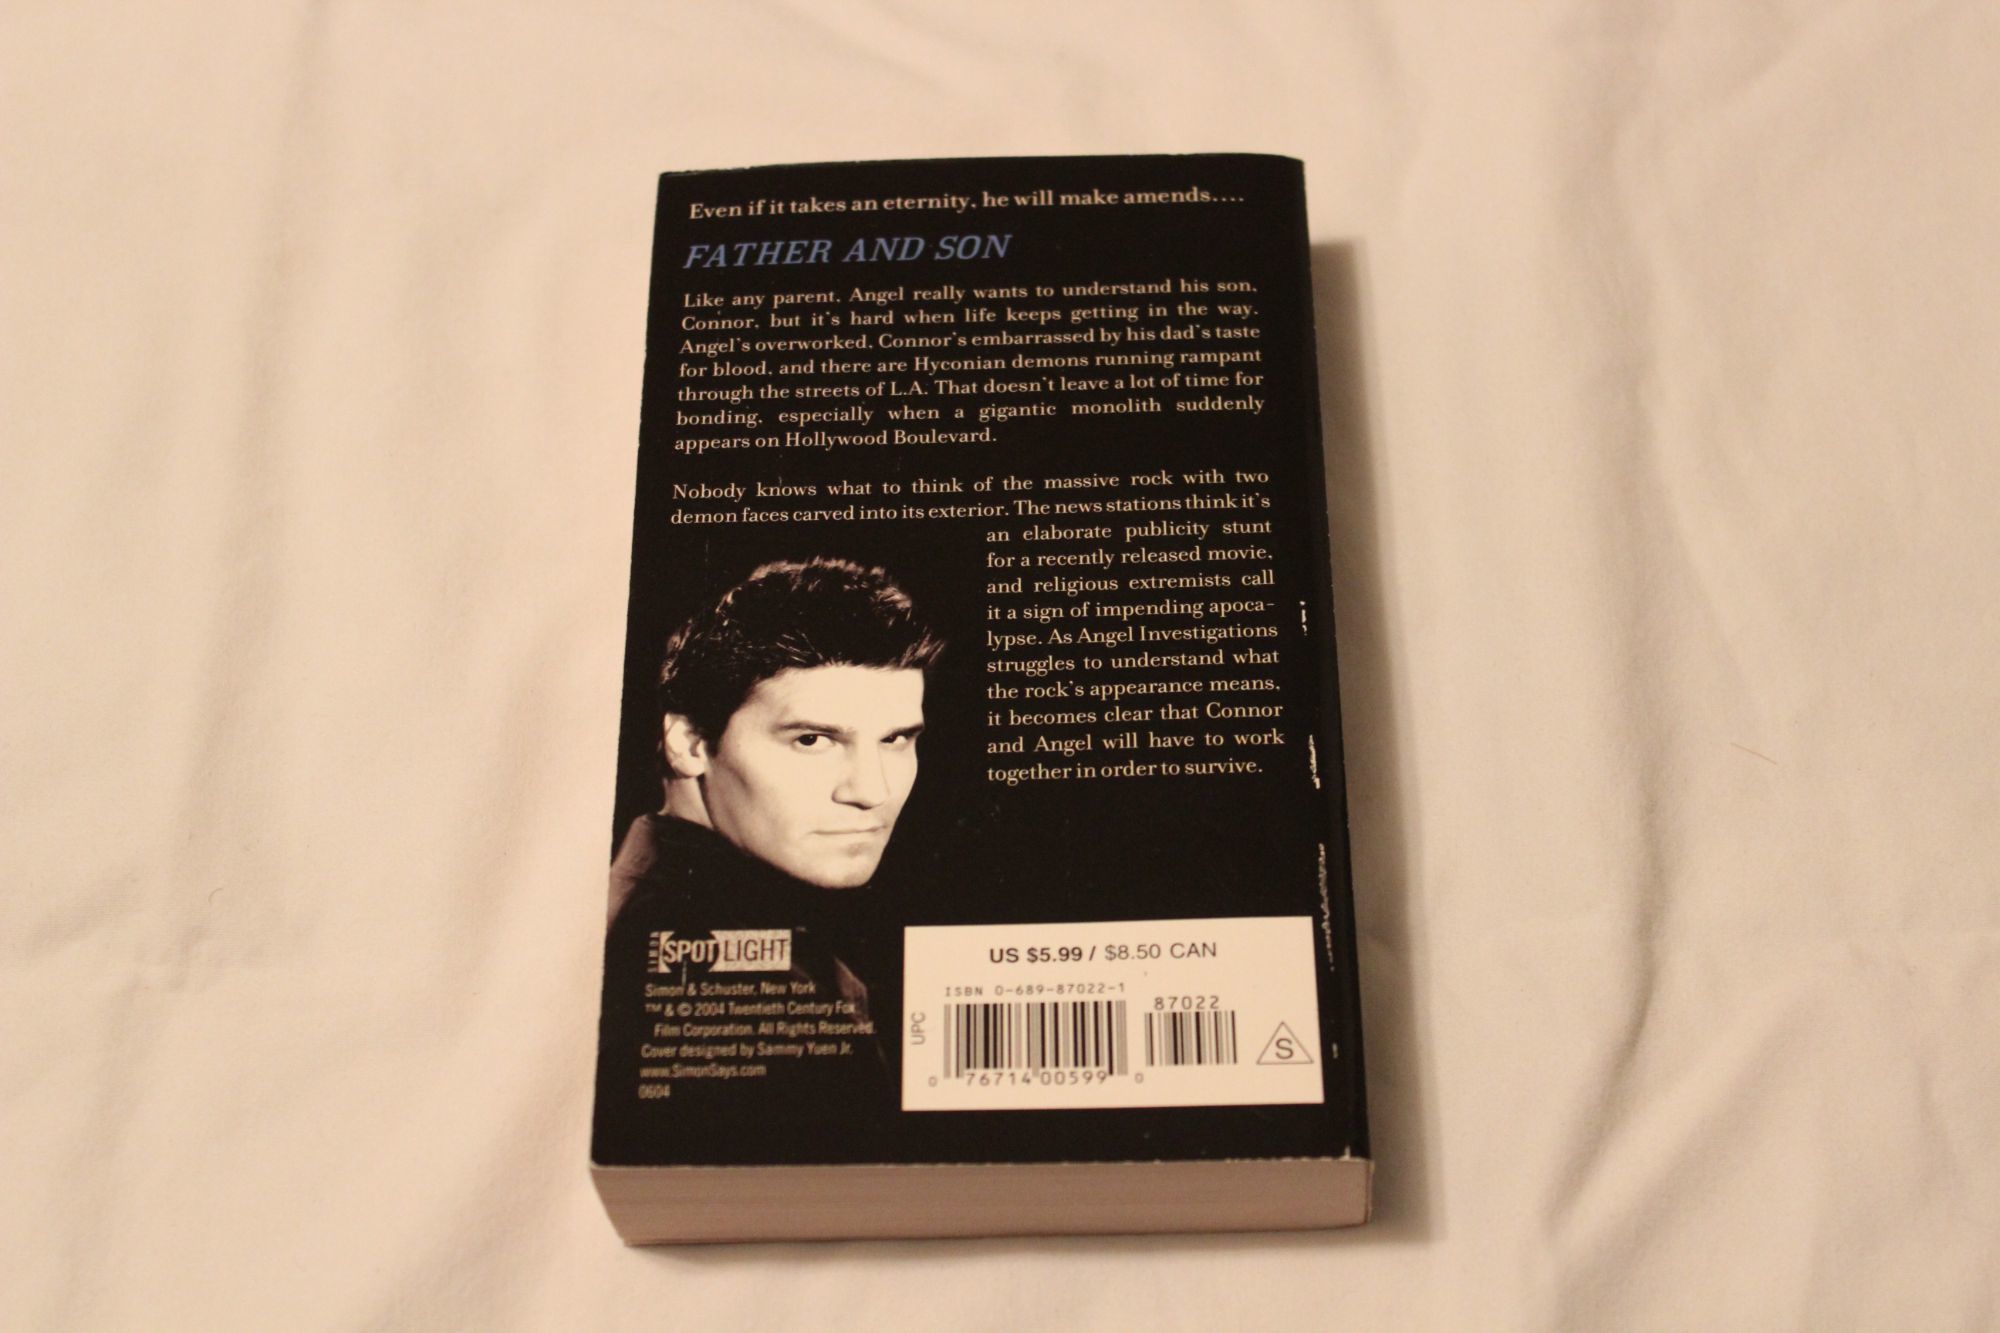 Even if it takes an eternity, he will make amends....
FATHER AND SON
Like any parent, Angel really wants to understand his son,
Connor, but it's hard when life keeps getting in the way.
Angel's overworked, Connor's embarrassed by his dad's taste
for blood, and there are Hyconian demons running rampant
through the streets of L.A. That doesn't leave a lot of time for
bonding, especially when a gigantic monolith suddenly
appears on Hollywood Boulevard.
Nobody knows what to think of the massive rock with two
demon faces carved into its exterior. The news stations think it's
an elaborate publicity stunt
for a recently released movie,
and religious extremists call
it a sign of impending apoca-
lypse. As Angel Investigations
struggles to understand what
the rock's appearance means,
it becomes clear that Connor
and Angel will have to work
together in order to survive.
SIMON SPOTLIGHT™
Simon & Schuster, New York
™ & © 2004 Twentieth Century Fox
Film Corporation. All Rights Reserved.
Cover designed by Sammy Yuen Jr.
www.SimonSays.com
0604
US $5.99 / $8.50 CAN
ISBN 0-689-87022-1
87022
UPC
S
0 76714 00599 0